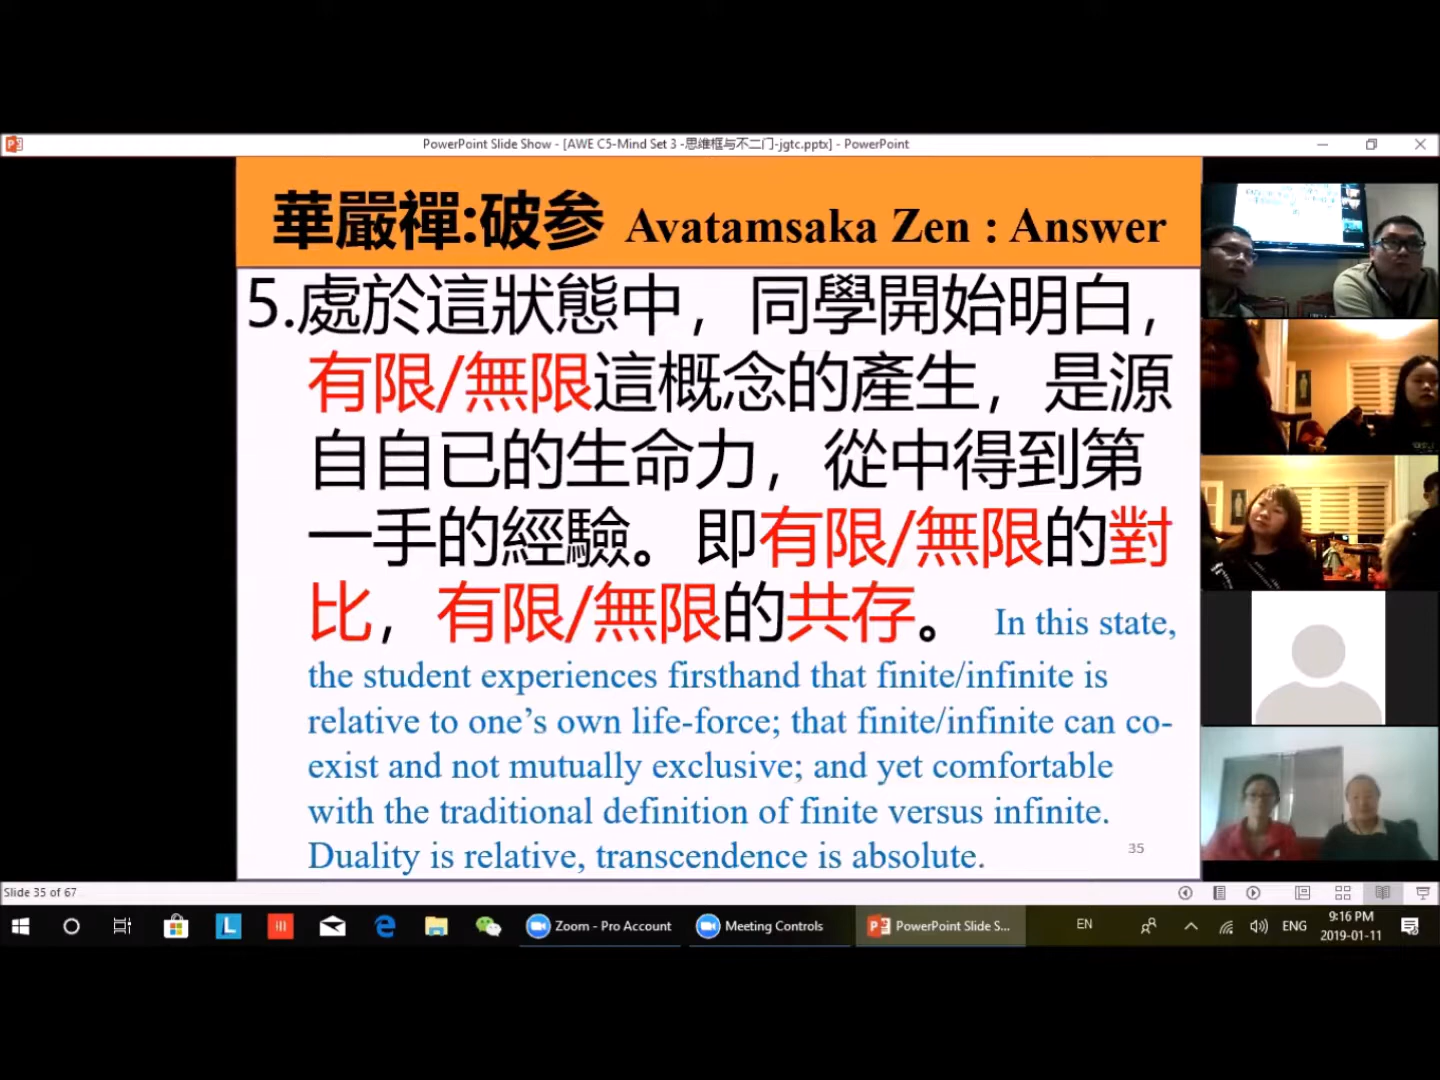 PowerPoint Slide Show - [AWE C5-Mind Set 3 -思维框与不二门-jgtc.pptx] - PowerPoint
華嚴禪:破参 Avatamsaka Zen : Answer
5.處於這狀態中，同學開始明白，
有限/無限這概念的產生，是源
自自已的生命力，從中得到第
一手的經驗。即有限/無限的對
比，有限/無限的共存。 In this state,
the student experiences firsthand that finite/infinite is
relative to one’s own life-force; that finite/infinite can co-
exist and not mutually exclusive; and yet comfortable
with the traditional definition of finite versus infinite.
Duality is relative, transcendence is absolute.
35
Slide 35 of 67
Zoom - Pro Account
Meeting Controls
PowerPoint Slide S...
EN
ENG
9:16 PM
2019-01-11